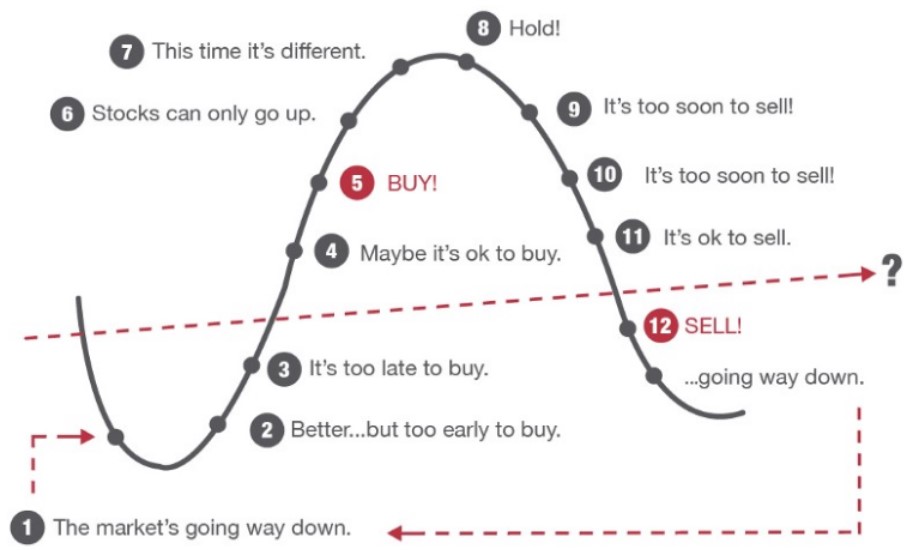 8 Hold!
7 This time it's different.
6 Stocks can only go up.
9 It's too soon to sell!
10 It's too soon to sell!
5 BUY!
11 It's ok to sell.
4 Maybe it's ok to buy.
?
12 SELL!
3 It's too late to buy.
...going way down.
2 Better...but too early to buy.
1 The market's going way down.